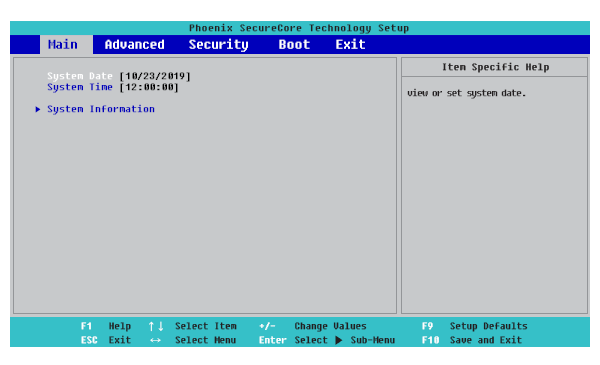 Phoenix SecureCore Technology Setup
Main Advanced Security Boot Exit
System Date [10/23/2019]
System Time [12:00:00]
▶ System Information
Item Specific Help
view or set system date.
F1 Help ↑↓ Select Item +/- Change Values F9 Setup Defaults
ESC Exit ↔ Select Menu Enter Select ▶ Sub-Menu F10 Save and Exit